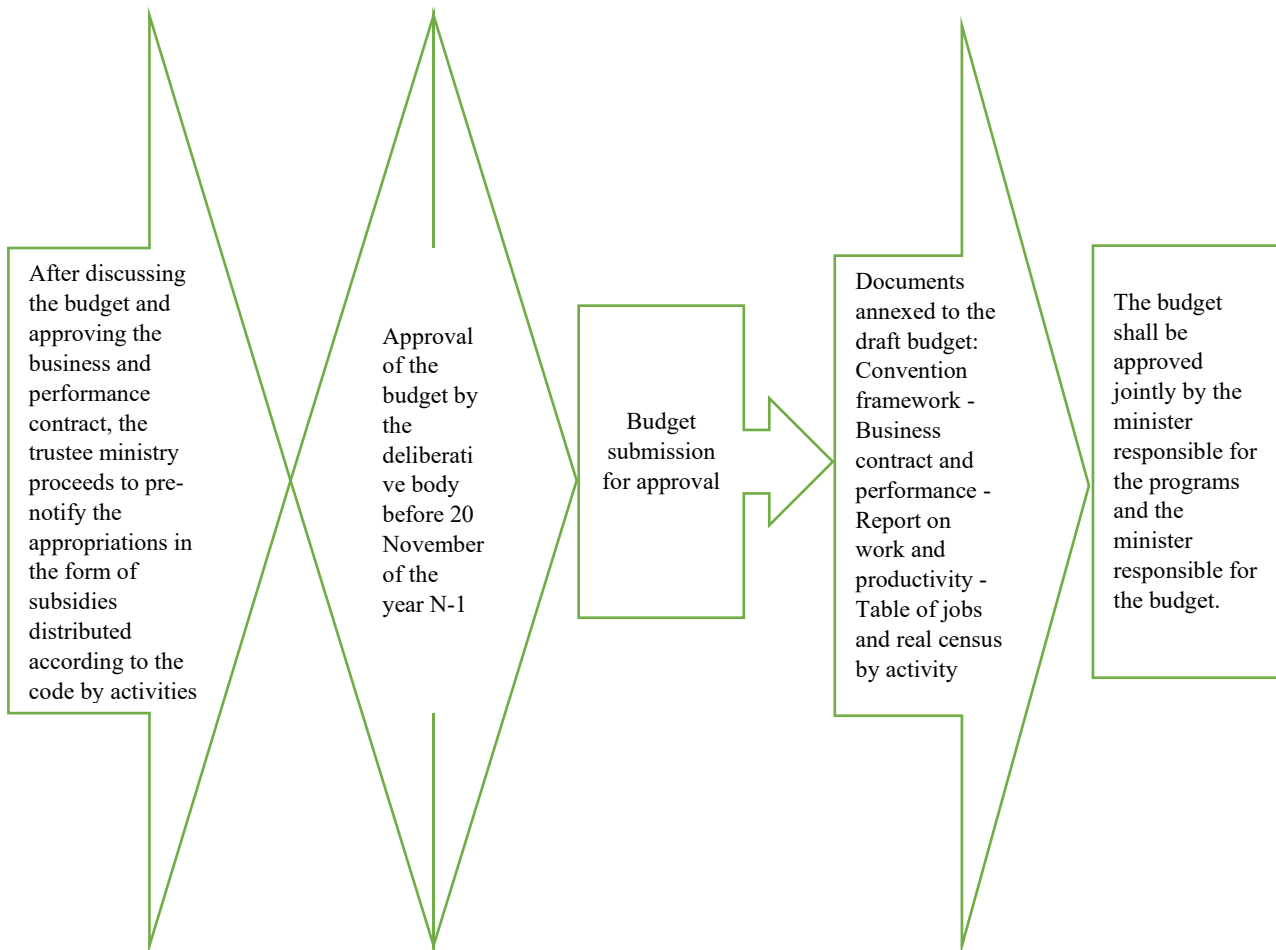 After discussing
the budget and
approving the
business and
performance
contract, the
trustee ministry
proceeds to pre-
notify the
appropriations in
the form of
subsidies
distributed
according to the
code by activities
Approval
of the
budget by
the
deliberati
ve body
before 20
November
of the
year N-1
Budget
submission
for approval
Documents
annexed to the
draft budget:
Convention
framework -
Business
contract and
performance -
Report on
work and
productivity -
Table of jobs
and real census
by activity
The budget
shall be
approved
jointly by the
minister
responsible for
the programs
and the
minister
responsible for
the budget.